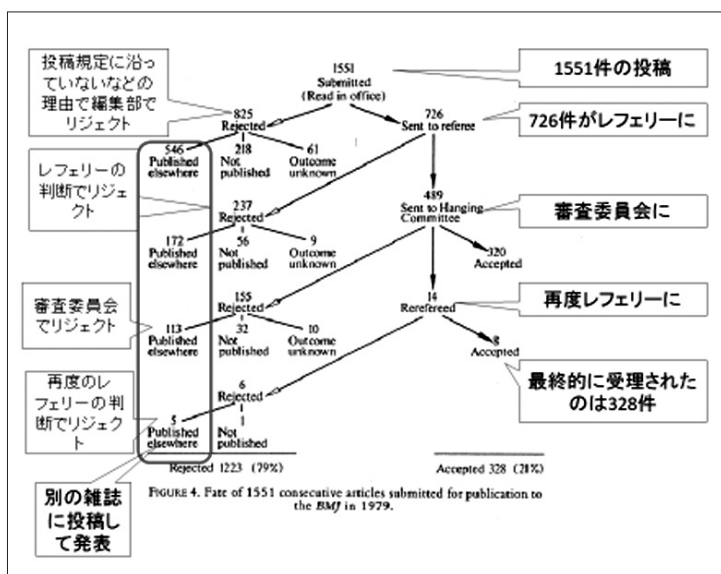 投稿規定に沿っ
ていないなどの
理由で編集部で
リジェクト
1551
Submitted
(Read in office)
1551件の投稿
825
Rejected
726
Sent to referee
726件がレフェリーに
546
Published
elsewhere
218
Not
published
61
Outcome
unknown
レフェリーの
判断でリジェ
クト
237
Rejected
489
Sent to Hanging
Committee
審査委員会に
172
Published
elsewhere
56
Not
published
9
Outcome
unknown
320
Accepted
審査委員会
でリジェクト
155
Rejected
14
Rerefereed
再度レフェリーに
113
Published
elsewhere
32
Not
published
10
Outcome
unknown
8
Accepted
再度のレ
フェリーの判
断でリジェク
ト
6
Rejected
最終的に受理された
のは328件
5
Published
elsewhere
1
Not
published
Rejected 1223 (79%)
Accepted 328 (21%)
別の雑誌
に投稿し
て発表
FIGURE 4. Fate of 1551 consecutive articles submitted for publication to
the BMJ in 1979.